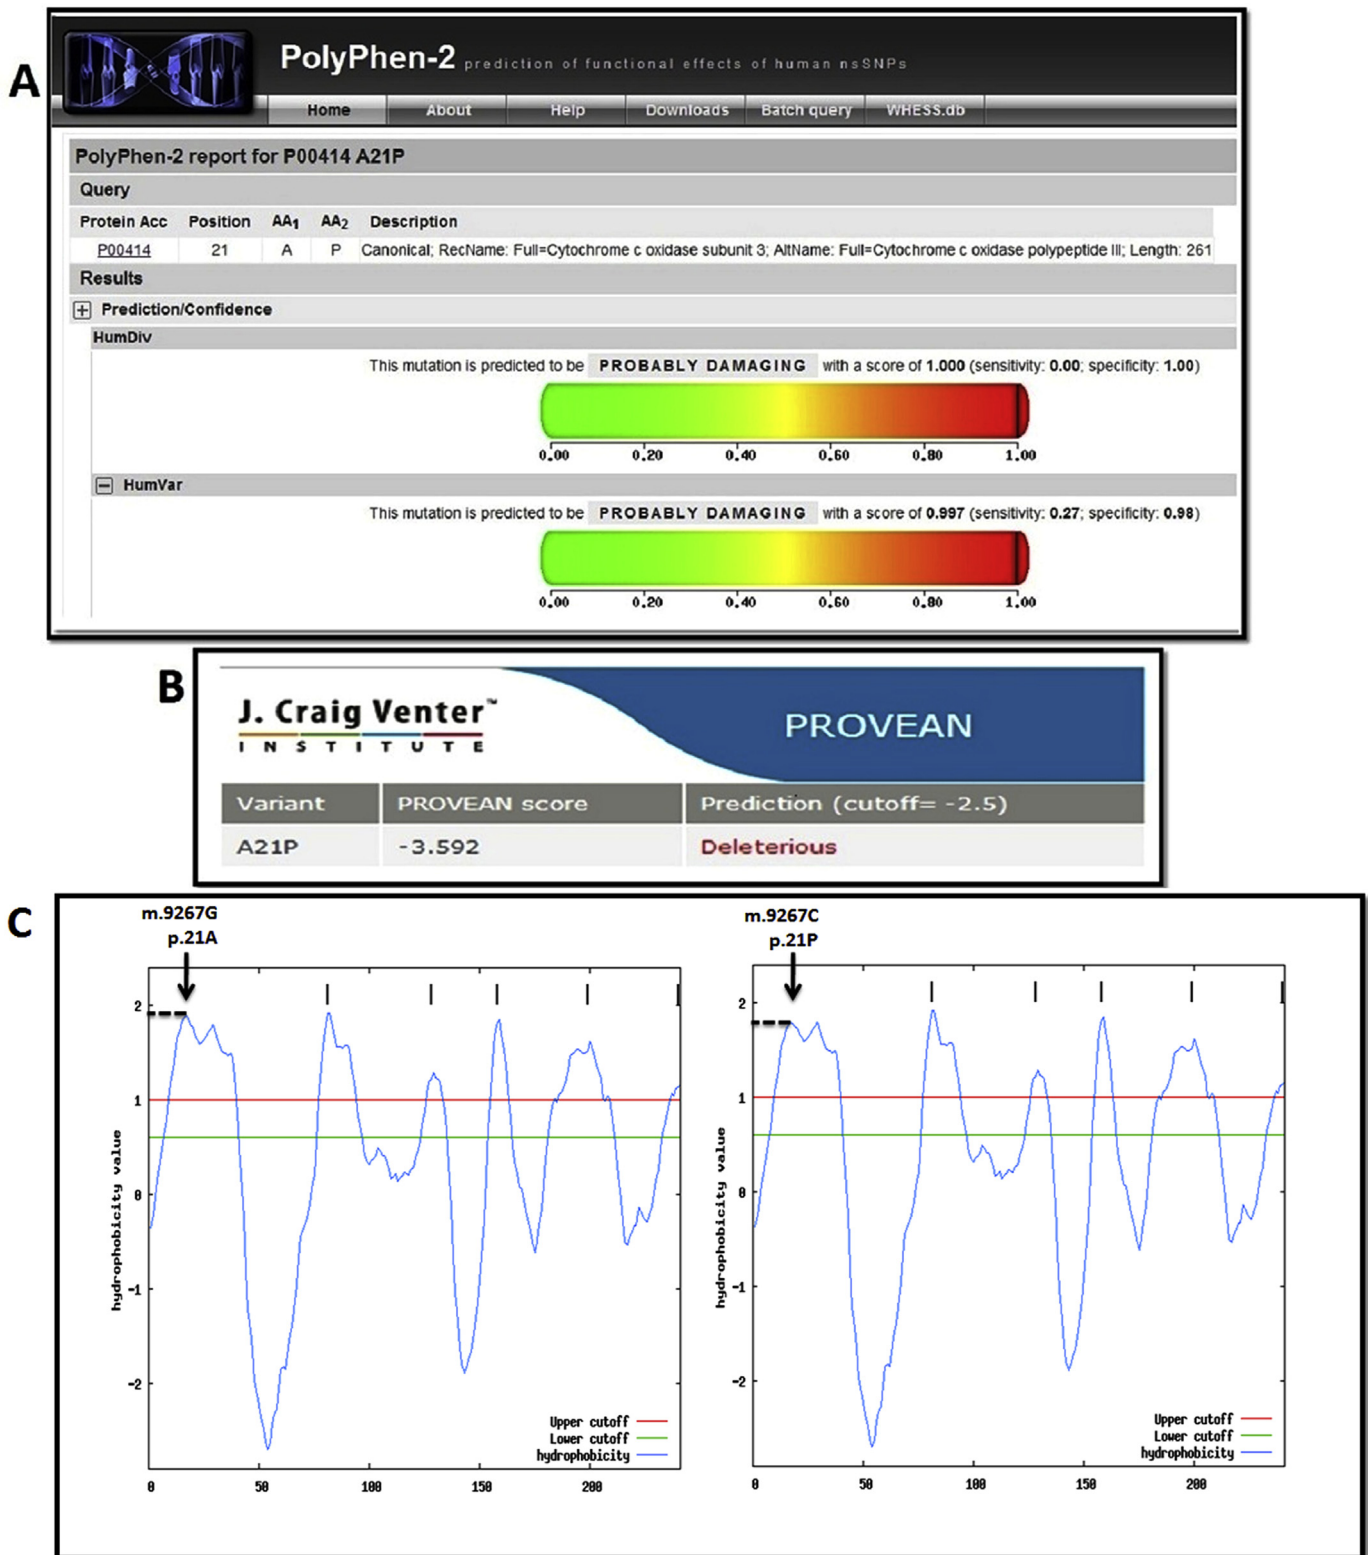 A
PolyPhen-2 prediction of functional effects of human nsSNPs
Home About Help Downloads Batch query WHESS.db
PolyPhen-2 report for P00414 A21P
Query
Protein Acc Position AA1 AA2 Description
P00414 21 A P Canonical; RecName: Full=Cytochrome c oxidase subunit 3; AltName: Full=Cytochrome c oxidase polypeptide III; Length: 261
Results
+ Prediction/Confidence
HumDiv
This mutation is predicted to be PROBABLY DAMAGING with a score of 1.000 (sensitivity: 0.00; specificity: 1.00)
0.00 0.20 0.40 0.60 0.80 1.00
− HumVar
This mutation is predicted to be PROBABLY DAMAGING with a score of 0.997 (sensitivity: 0.27; specificity: 0.98)
0.00 0.20 0.40 0.60 0.80 1.00
B
J. Craig Venter™
INSTITUTE
PROVEAN
Variant PROVEAN score Prediction (cutoff= -2.5)
A21P -3.592 Deleterious
C
m.9267G
p.21A
2
1
0
-1
-2
hydrophobicity value
Upper cutoff
Lower cutoff
hydrophobicity
0 50 100 150 200
m.9267C
p.21P
2
1
0
-1
-2
hydrophobicity value
Upper cutoff
Lower cutoff
hydrophobicity
0 50 100 150 200